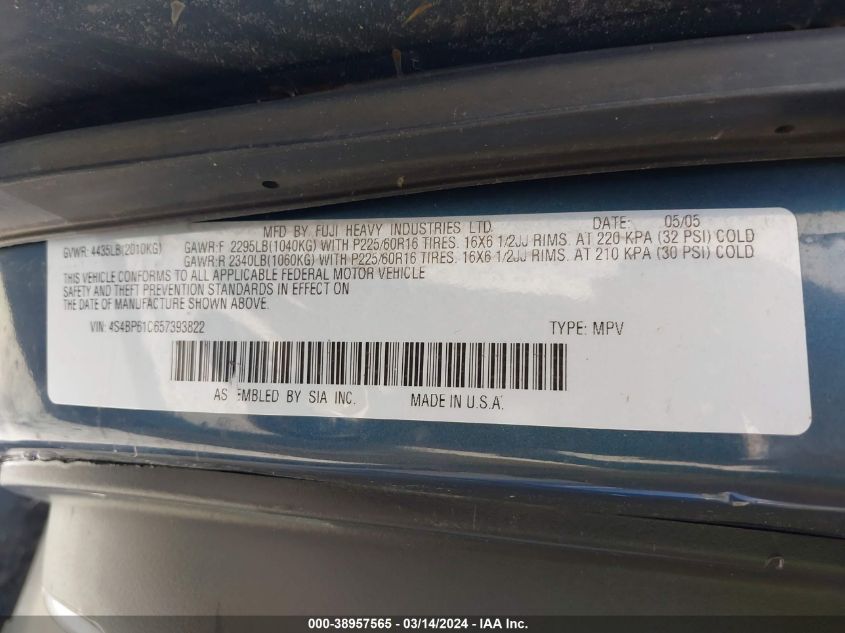 MFD BY FUJI HEAVY INDUSTRIES LTD. DATE: 05/05
GVWR: 4435LB(2010KG) GAWR:F 2295LB(1040KG) WITH P225/60R16 TIRES. 16X6 1/2JJ RIMS. AT 220 KPA (32 PSI) COLD
GAWR:R 2340LB(1060KG) WITH P225/60R16 TIRES. 16X6 1/2JJ RIMS. AT 210 KPA (30 PSI) COLD
THIS VEHICLE CONFORMS TO ALL APPLICABLE FEDERAL MOTOR VEHICLE
SAFETY AND THEFT PREVENTION STANDARDS IN EFFECT ON
THE DATE OF MANUFACTURE SHOWN ABOVE.
VIN: 4S4BP61C657393822 TYPE: MPV
AS EMBLED BY SIA INC. MADE IN U.S.A.
000-38957565 - 03/14/2024 - IAA Inc.